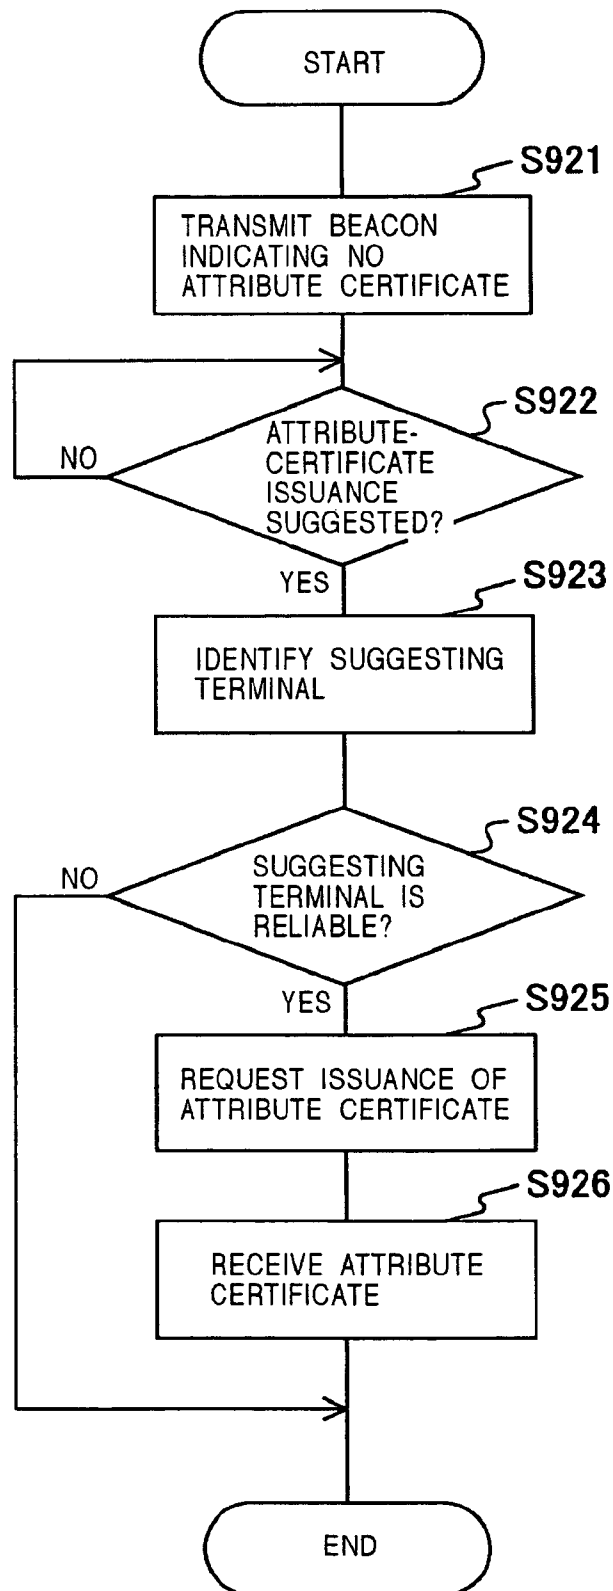 START
S921
TRANSMIT BEACON
INDICATING NO
ATTRIBUTE CERTIFICATE
S922
ATTRIBUTE-
CERTIFICATE
ISSUANCE
SUGGESTED?
NO
YES
S923
IDENTIFY SUGGESTING
TERMINAL
S924
SUGGESTING
TERMINAL IS
RELIABLE?
NO
YES
S925
REQUEST ISSUANCE OF
ATTRIBUTE CERTIFICATE
S926
RECEIVE ATTRIBUTE
CERTIFICATE
END